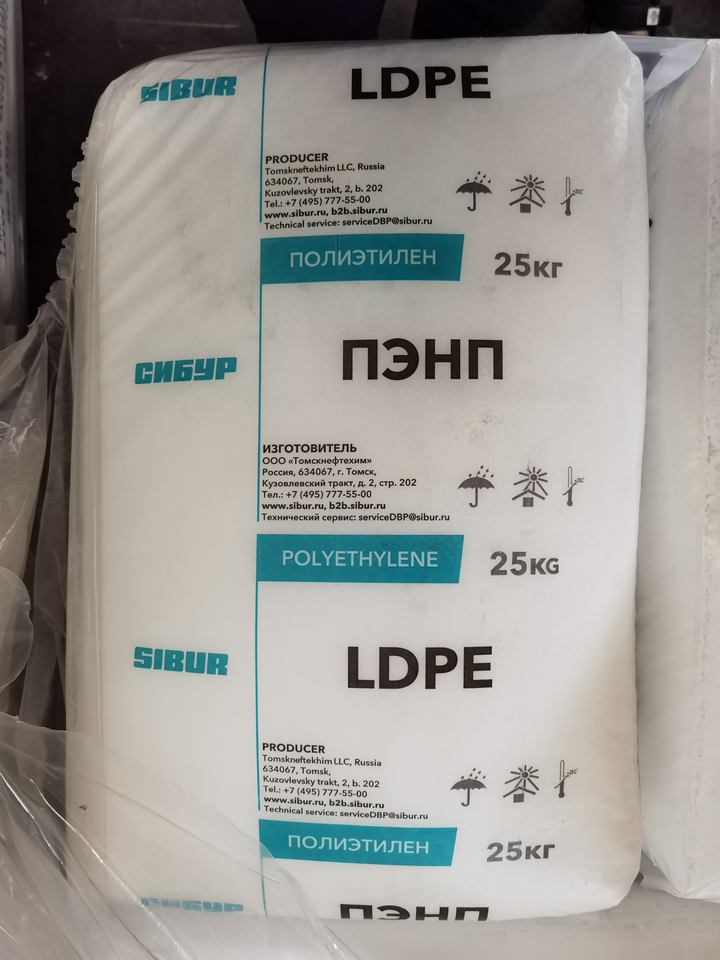 SIBUR
LDPE
PRODUCER
Tomskneftekhim LLC, Russia
634067, Tomsk,
Kuzovlevsky trakt, 2, b. 202
Tel.: +7 (495) 777-55-00
www.sibur.ru, b2b.sibur.ru
Technical service: serviceDBP@sibur.ru
ПОЛИЭТИЛЕН
25кг
СИБУР
ПЭНП
ИЗГОТОВИТЕЛЬ
ООО «Томскнефтехим»
Россия, 634067, г. Томск,
Кузовлевский тракт, д. 2, стр. 202
Тел.: +7 (495) 777-55-00
www.sibur.ru, b2b.sibur.ru
Технический сервис: serviceDBP@sibur.ru
POLYETHYLENE
25KG
SIBUR
LDPE
PRODUCER
Tomskneftekhim LLC, Russia
634067, Tomsk,
Kuzovlevsky trakt, 2, b. 202
Tel.: +7 (495) 777-55-00
www.sibur.ru, b2b.sibur.ru
Technical service: serviceDBP@sibur.ru
ПОЛИЭТИЛЕН
25кг
СИБУР
ПЭНП